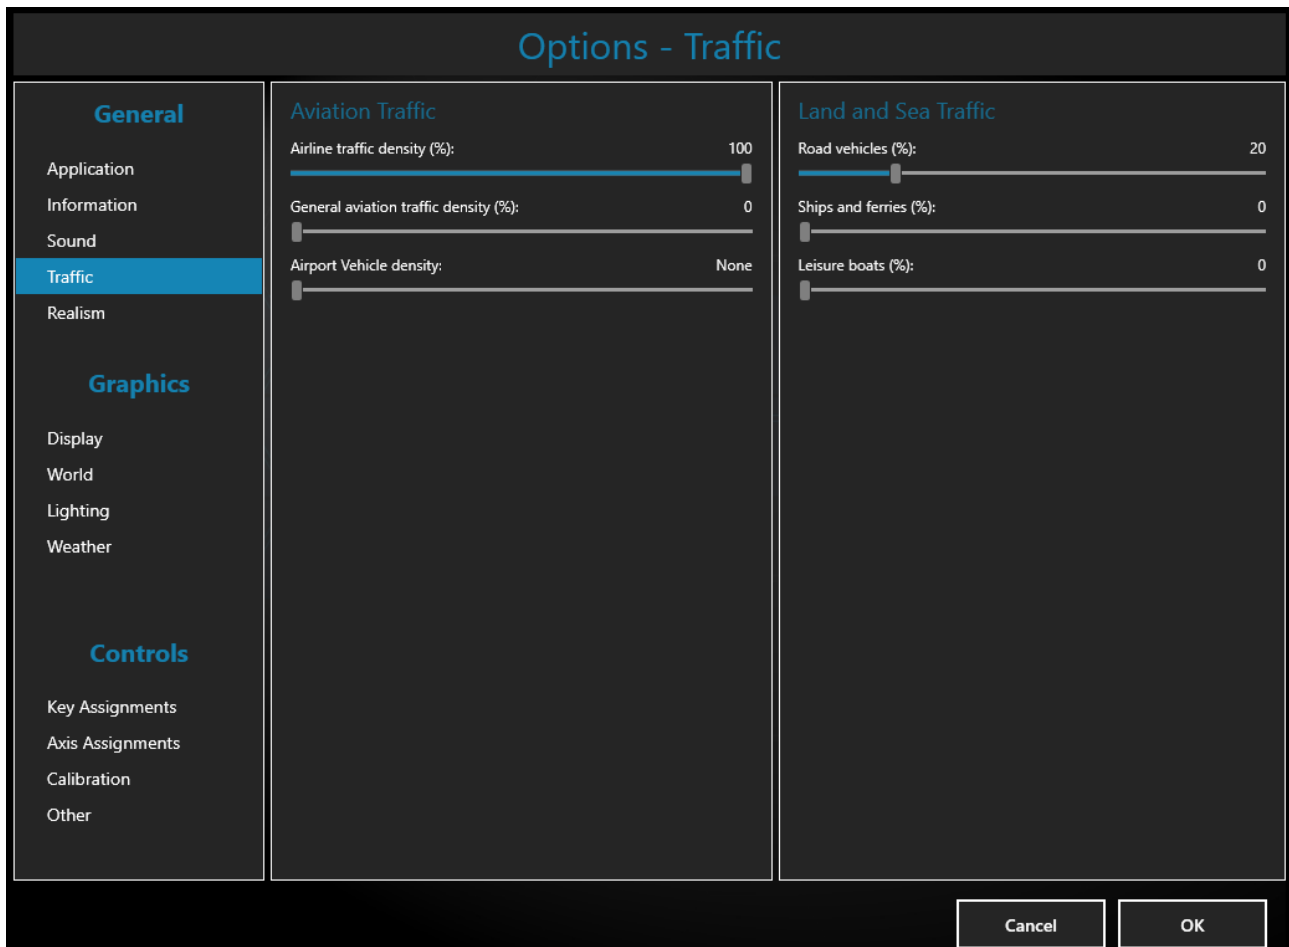 Options - Traffic
General
Application
Information
Sound
Traffic
Realism
Graphics
Display
World
Lighting
Weather
Controls
Key Assignments
Axis Assignments
Calibration
Other
Aviation Traffic
Airline traffic density (%): 100
General aviation traffic density (%): 0
Airport Vehicle density: None
Land and Sea Traffic
Road vehicles (%): 20
Ships and ferries (%): 0
Leisure boats (%): 0
Cancel
OK